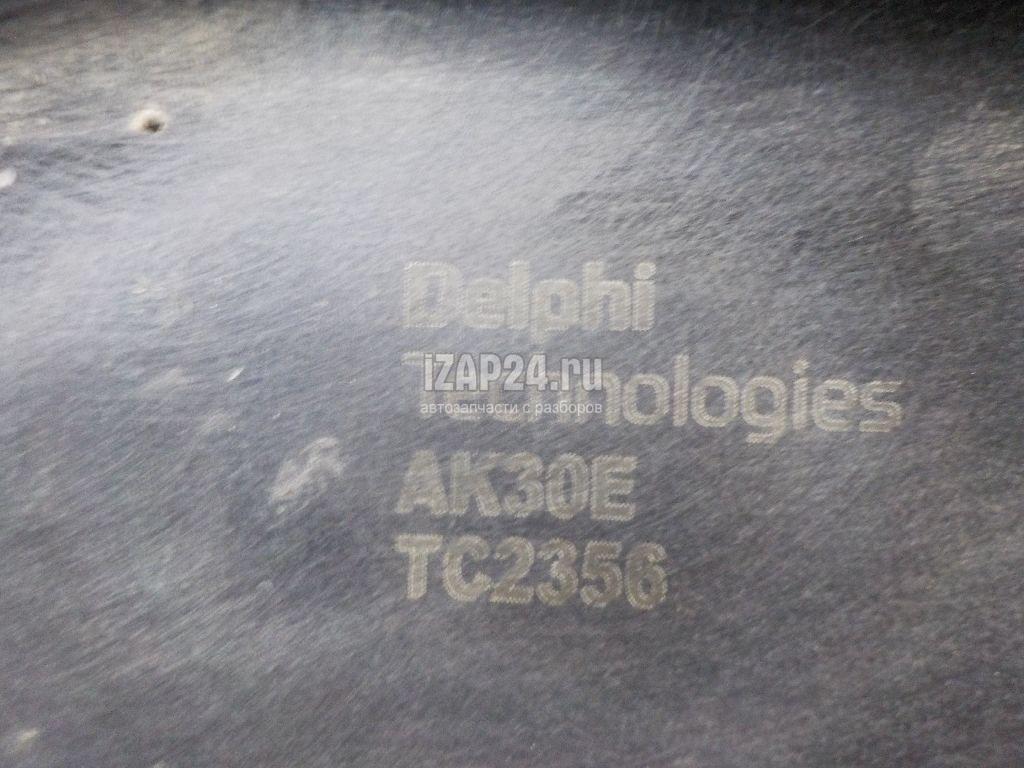 Delphi
Technologies
iZAP24.ru
автозапчасти с разборов
AK30E
TC2356